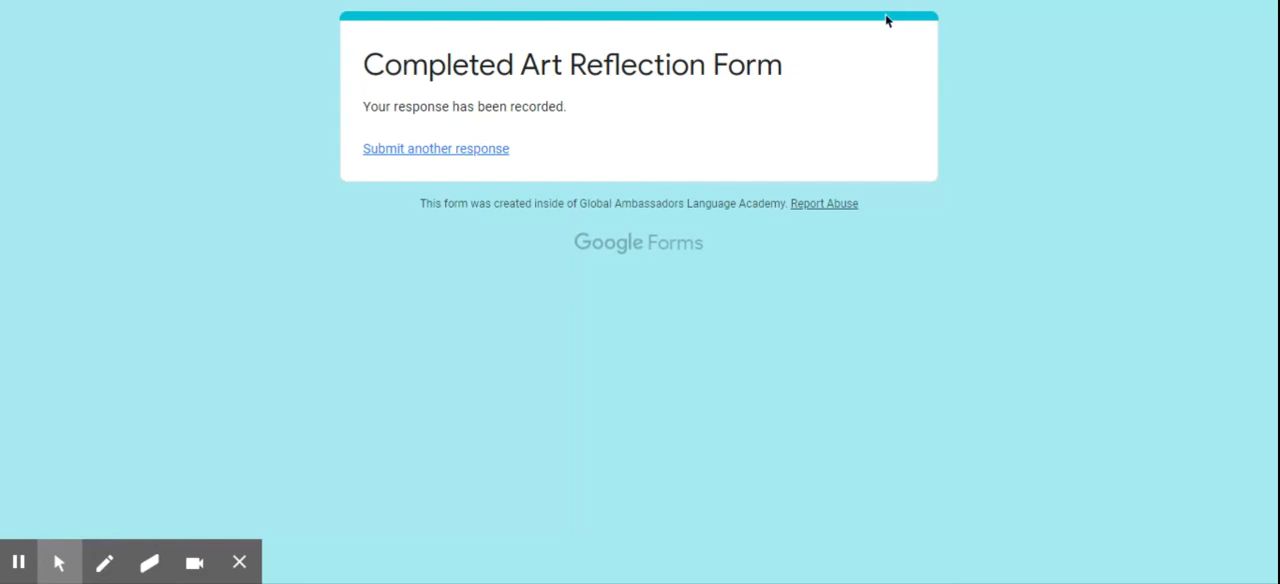 Completed Art Reflection Form
Your response has been recorded.
Submit another response
This form was created inside of Global Ambassadors Language Academy. Report Abuse
Google Forms